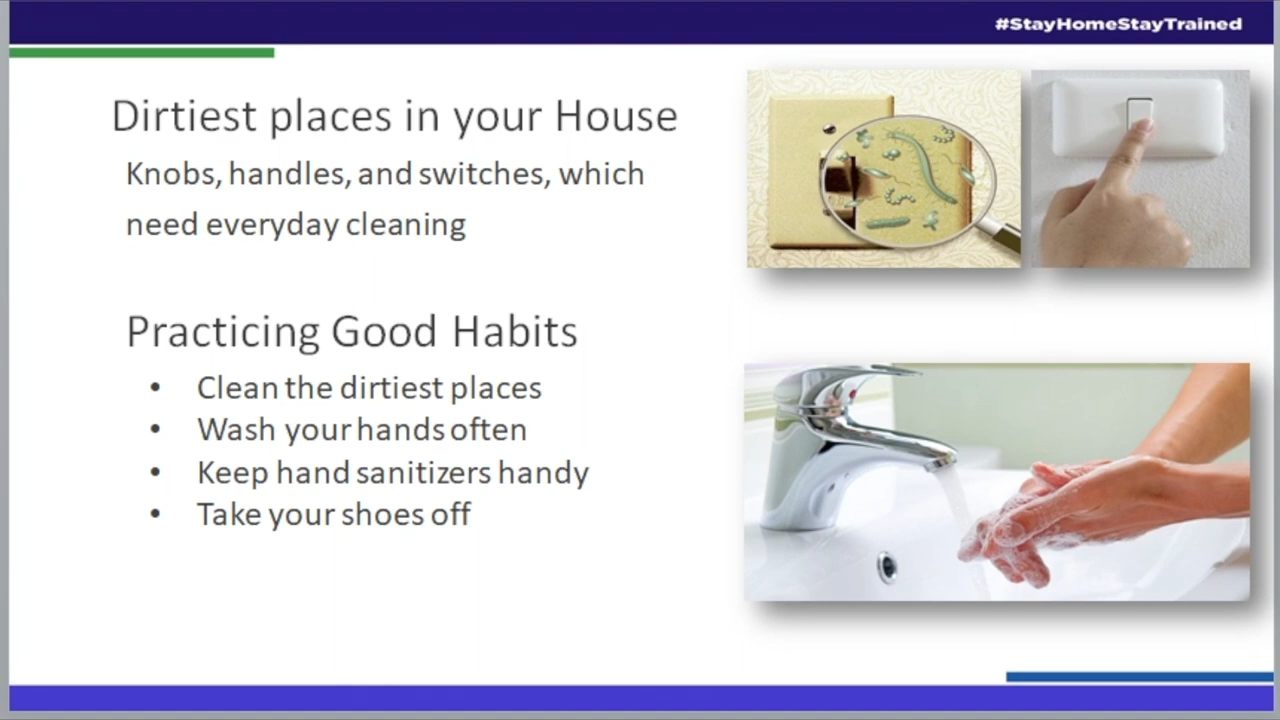 #StayHomeStayTrained
Dirtiest places in your House
Knobs, handles, and switches, which
need everyday cleaning
Practicing Good Habits
• Clean the dirtiest places
• Wash your hands often
• Keep hand sanitizers handy
• Take your shoes off